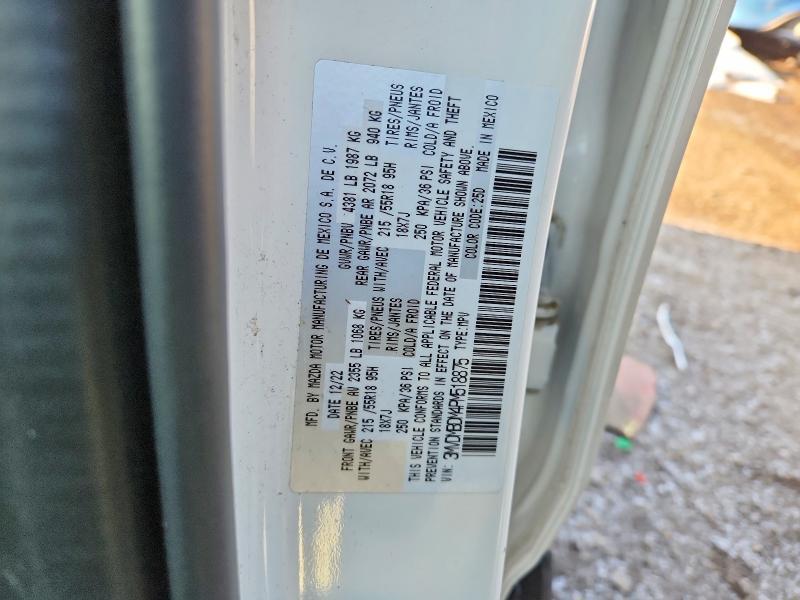 MFD. BY MAZDA MOTOR MANUFACTURING DE MEXICO S.A. DE C.V.
DATE 12/22 GVWR/PNBV 4381 LB 1987 KG
FRONT GAWR/PNBE AV 2355 LB 1068 KG REAR GAWR/PNBE AR 2072 LB 940 KG
WITH/AVEC 215 /55R18 95H TIRES/PNEUS WITH/AVEC 215 /55R18 95H TIRES/PNEUS
18X7J RIMS/JANTES 18X7J RIMS/JANTES
250 KPA/36 PSI COLD/A FROID 250 KPA/36 PSI COLD/A FROID
THIS VEHICLE CONFORMS TO ALL APPLICABLE FEDERAL MOTOR VEHICLE SAFETY AND THEFT
PREVENTION STANDARDS IN EFFECT ON THE DATE OF MANUFACTURE SHOWN ABOVE.
VIN: 3MVDMBDM4PM518875 TYPE:MPV COLOR CODE:25D MADE IN MEXICO